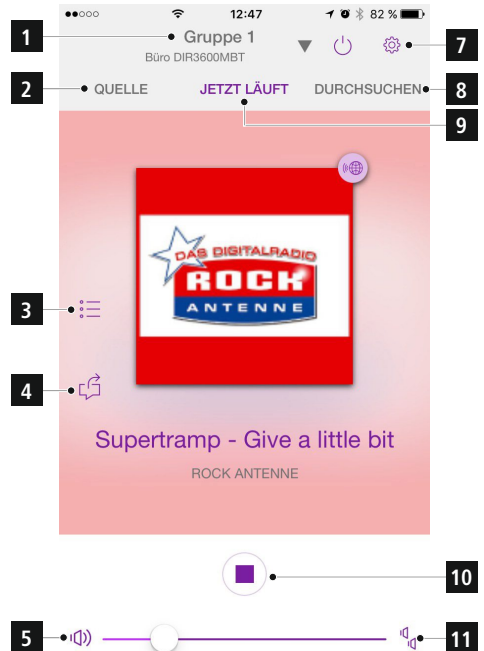 12:47
82 %
1
Gruppe 1
Büro DIR3600MBT
7
2
QUELLE
JETZT LÄUFT
DURCHSUCHEN
8
9
DAS DIGITALRADIO
ROCK
ANTENNE
3
4
Supertramp - Give a little bit
ROCK ANTENNE
10
5
11